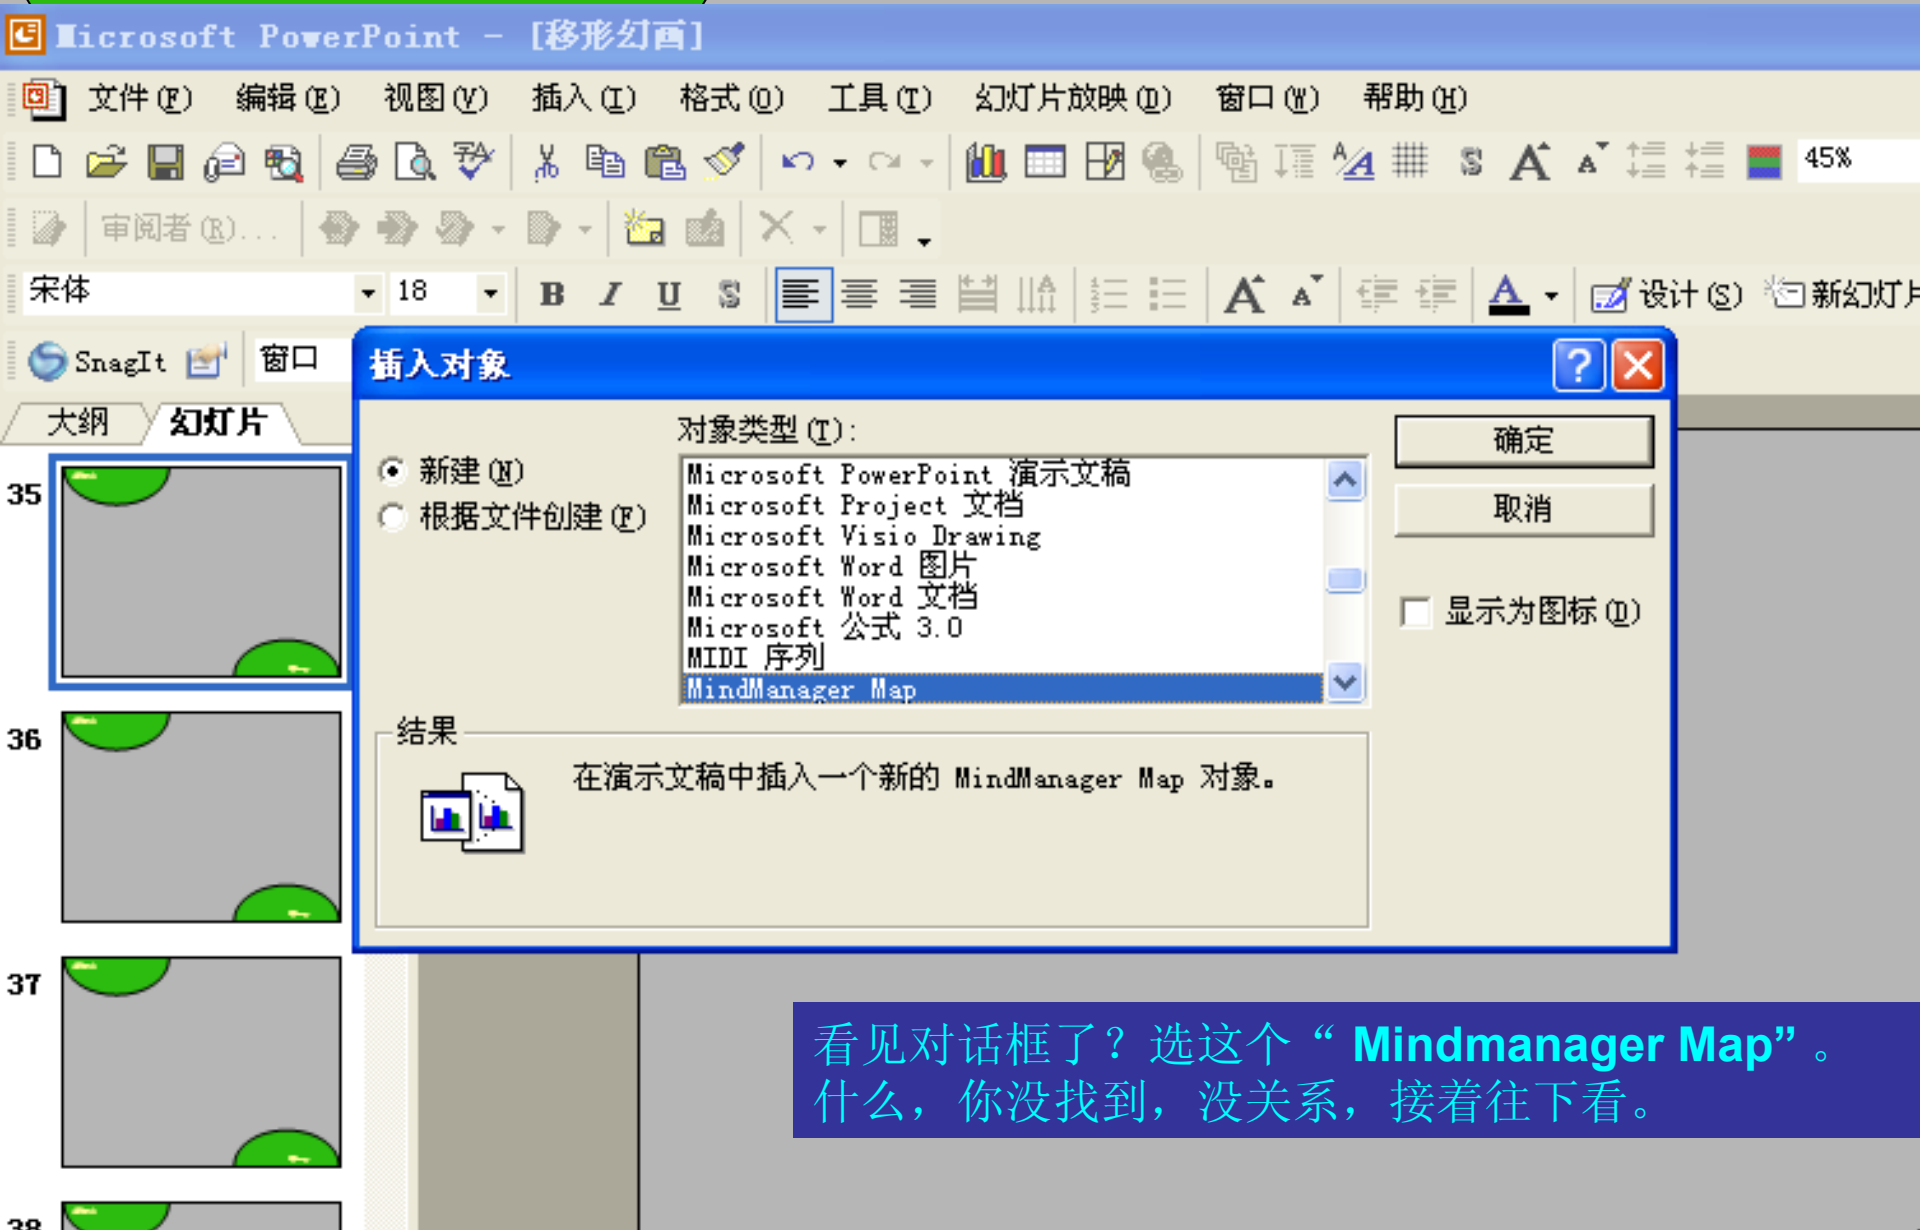 Microsoft PowerPoint - [移形幻画]
文件(F) 编辑(E) 视图(V) 插入(I) 格式(O) 工具(T) 幻灯片放映(D) 窗口(W) 帮助(H)
45%
审阅者(R)...
宋体 18 B I U S 设计(S) 新幻灯片
SnagIt 窗口
插入对象
大纲 幻灯片
对象类型(T):
新建(N)
根据文件创建(F)
Microsoft PowerPoint 演示文稿
Microsoft Project 文档
Microsoft Visio Drawing
Microsoft Word 图片
Microsoft Word 文档
Microsoft 公式 3.0
MIDI 序列
MindManager Map
确定
取消
显示为图标(D)
结果
在演示文稿中插入一个新的 MindManager Map 对象。
35
36
37
38
看见对话框了？选这个“ Mindmanager Map” 。
什么，你没找到，没关系，接着往下看。